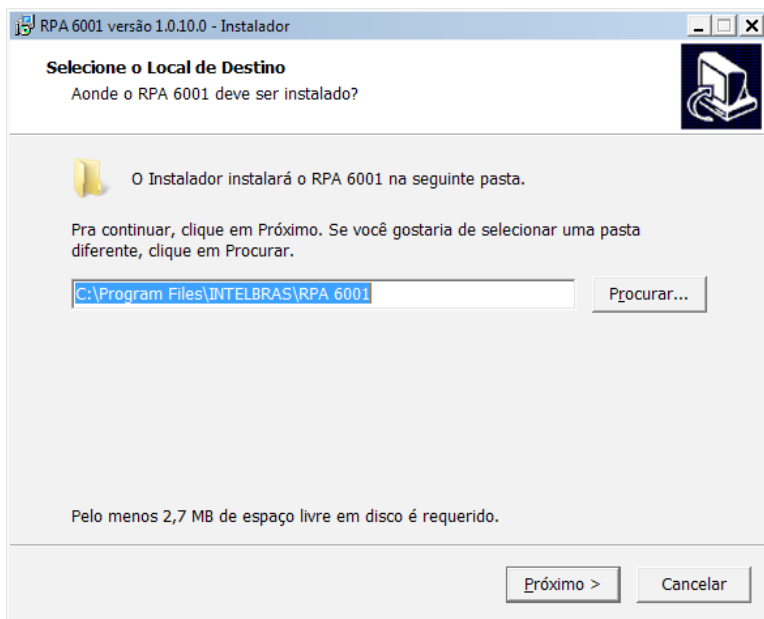 RPA 6001 versão 1.0.10.0 - Instalador
Selecione o Local de Destino
Aonde o RPA 6001 deve ser instalado?
O Instalador instalará o RPA 6001 na seguinte pasta.
Pra continuar, clique em Próximo. Se você gostaria de selecionar uma pasta
diferente, clique em Procurar.
C:\Program Files\INTELBRAS\RPA 6001
Procurar...
Pelo menos 2,7 MB de espaço livre em disco é requerido.
Próximo >
Cancelar